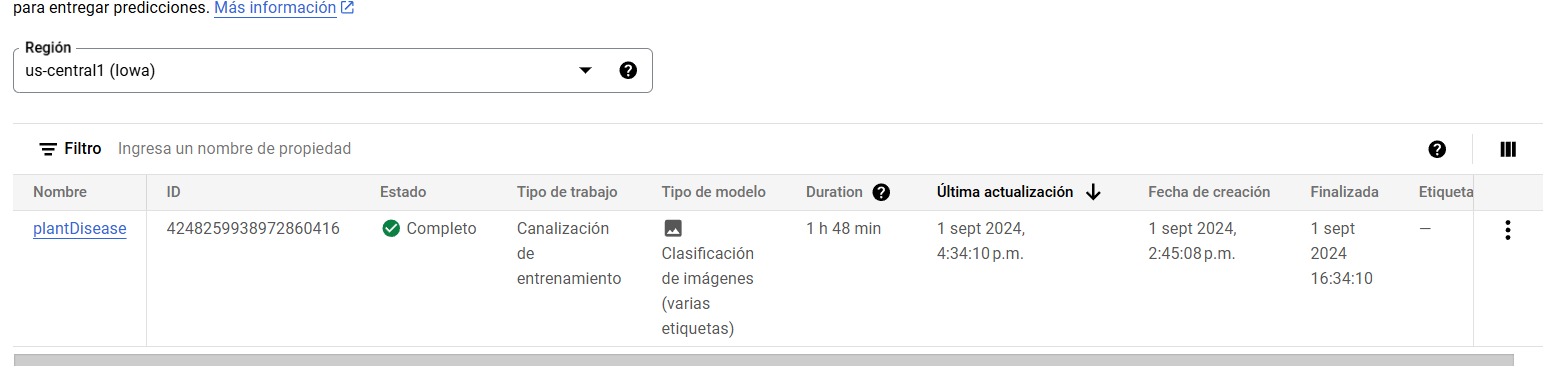 para entregar predicciones. Más información
Región
us-central1 (Iowa)
Filtro Ingresa un nombre de propiedad
Nombre ID Estado Tipo de trabajo Tipo de modelo Duration Última actualización Fecha de creación Finalizada Etiqueta
plantDisease 4248259938972860416 Completo Canalización 1 h 48 min 1 sept 2024, 1 sept 2024, 1 sept —
de Clasificación 4:34:10 p.m. 2:45:08 p.m. 2024
entrenamiento de imágenes 16:34:10
(varias
etiquetas)